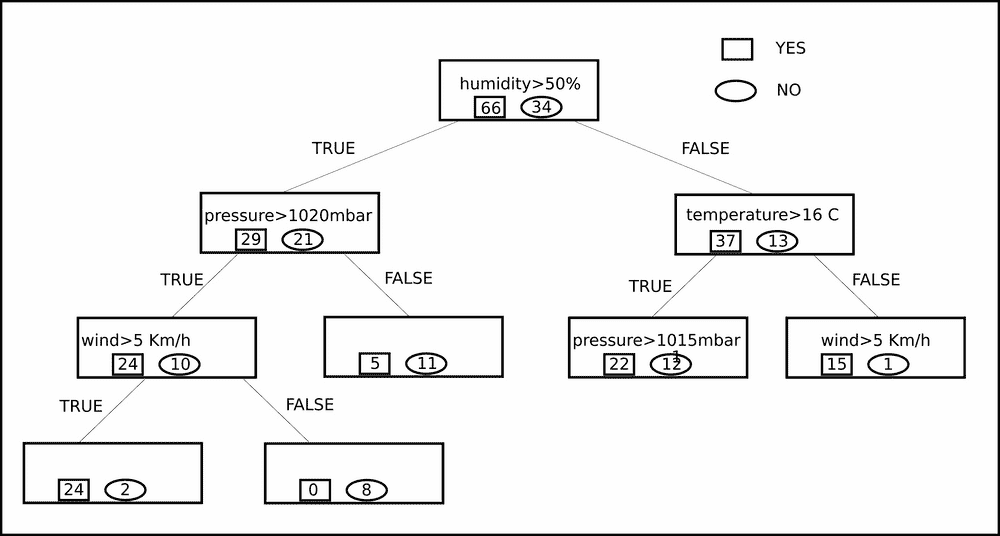 YES
NO
humidity>50%
66 34
TRUE FALSE
pressure>1020mbar
29 21
temperature>16 C
37 13
TRUE FALSE
TRUE FALSE
wind>5 Km/h
24 10
5 11
pressure>1015mbar
1
22 12
wind>5 Km/h
15 1
TRUE FALSE
24 2
0 8